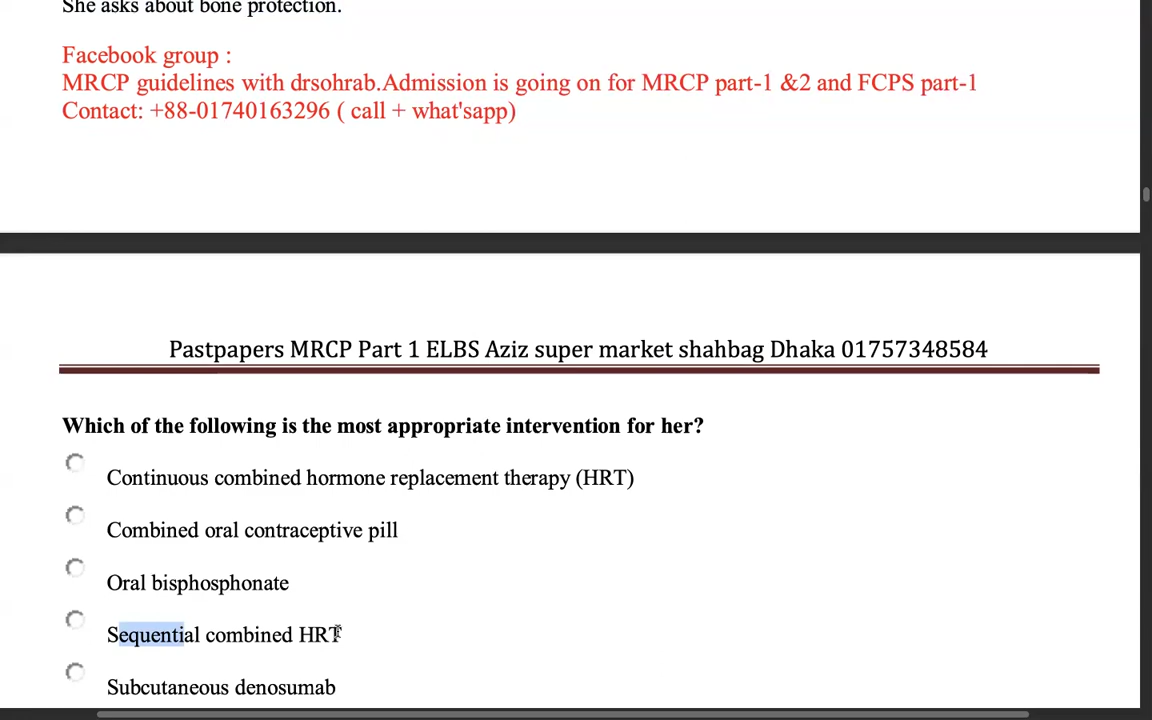 She asks about bone protection.
Facebook group :
MRCP guidelines with drsohrab.Admission is going on for MRCP part-1 &2 and FCPS part-1
Contact: +88-01740163296 ( call + what'sapp)
Pastpapers MRCP Part 1 ELBS Aziz super market shahbag Dhaka 01757348584
Which of the following is the most appropriate intervention for her?
Continuous combined hormone replacement therapy (HRT)
Combined oral contraceptive pill
Oral bisphosphonate
Sequential combined HRT
Subcutaneous denosumab